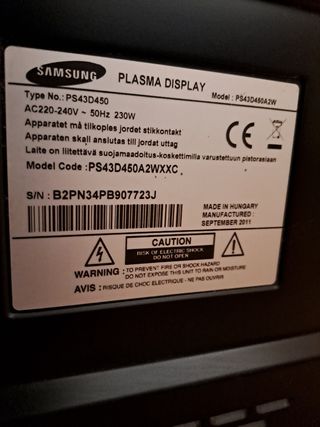 SAMSUNG PLASMA DISPLAY
Type No.: PS43D450 Model : PS43D450A2W
AC220-240V ~ 50Hz 230W
Apparatet må tilkoples jordet stikkontakt
Apparaten skall anslutas till jordat uttag
Laite on liitettävä suojamaadoitus-koskettimilla varustettuun pistorasiaan
Model Code :PS43D450A2WXXC
S/N : B2PN34PB907723J
MADE IN HUNGARY
MANUFACTURED :
SEPTEMBER 2011
CAUTION
RISK OF ELECTRIC SHOCK
DO NOT OPEN
WARNING : TO PREVENT FIRE OR SHOCK HAZARD
DO NOT EXPOSE THIS UNIT TO RAIN OR MOISTURE
AVIS : RISQUE DE CHOC ELECTRIQUE - NE PAS OUVRIR